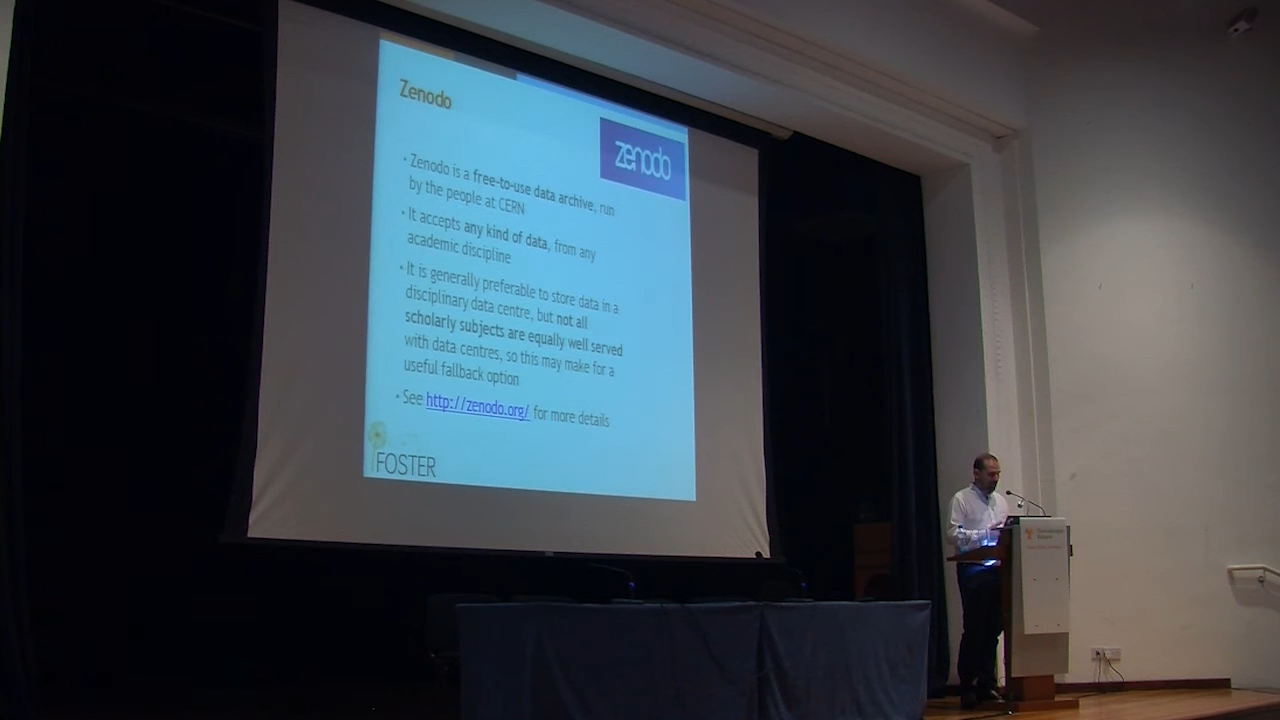 Zenodo
zenodo
• Zenodo is a free-to-use data archive, run
by the people at CERN
• It accepts any kind of data, from any
academic discipline
• It is generally preferable to store data in a
disciplinary data centre, but not all
scholarly subjects are equally well served
with data centres, so this may make for a
useful fallback option
• See http://zenodo.org/ for more details
FOSTER